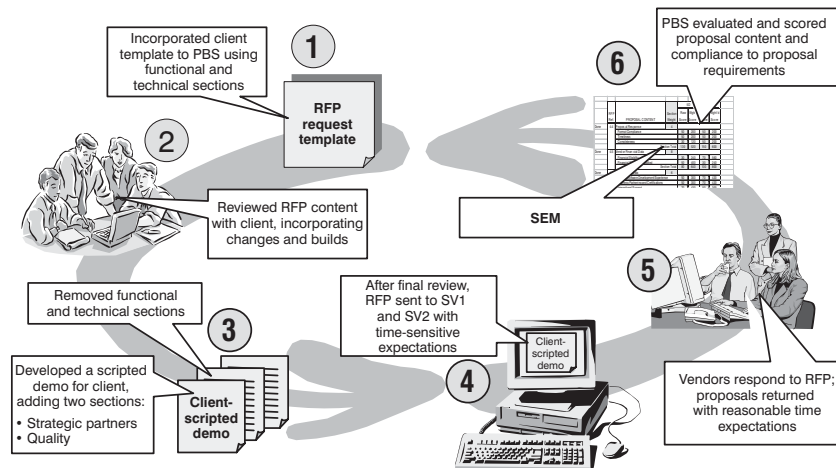 Incorporated client
template to PBS using
functional and
technical sections
1
RFP
request
template
2
Reviewed RFP content
with client, incorporating
changes and builds
Removed functional
and technical sections
3
Developed a scripted
demo for client,
adding two sections:
• Strategic partners
• Quality
Client-
scripted
demo
After final review,
RFP sent to SV1
and SV2 with
time-sensitive
expectations
4
Client-
scripted
demo
5
Vendors respond to RFP;
proposals returned
with reasonable time
expectations
6
PBS evaluated and scored
proposal content and
compliance to proposal
requirements
PROPOSAL CONTENT
SEM